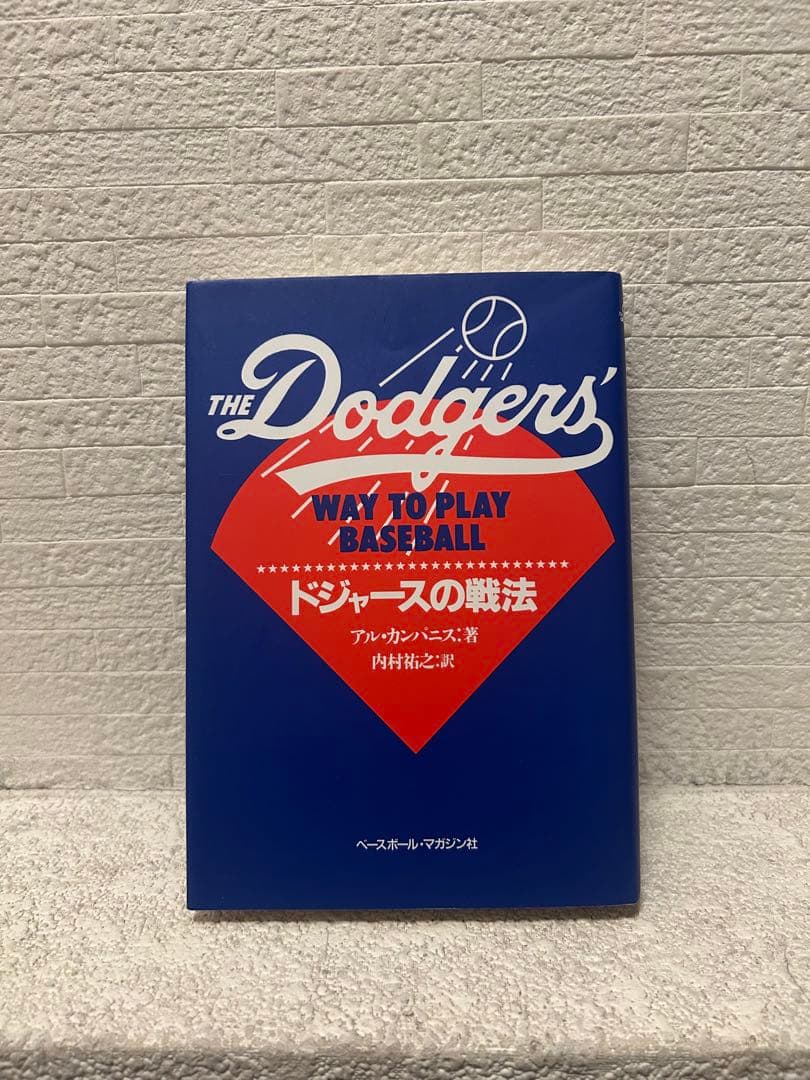 THE Dodgers'
WAY TO PLAY
BASEBALL
ドジャースの戦法
アル・カンパニス:著
内村祐之:訳
ベースボール・マガジン社